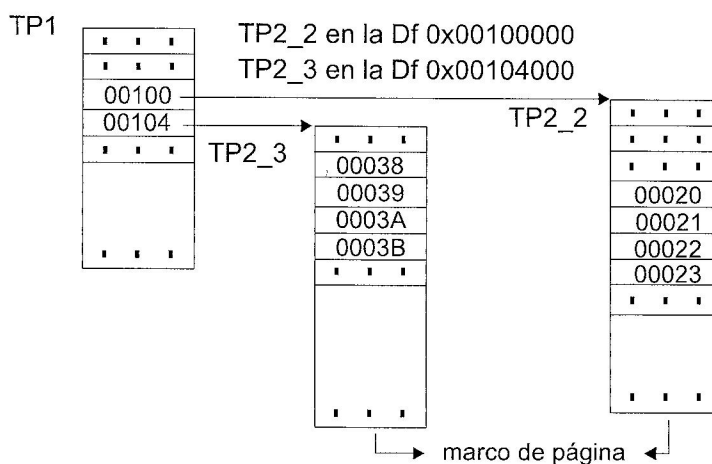 TP1
TP2_2 en la Df 0x00100000
TP2_3 en la Df 0x00104000
00100
00104
TP2_2
TP2_3
00038
00039
0003A
0003B
00020
00021
00022
00023
marco de página